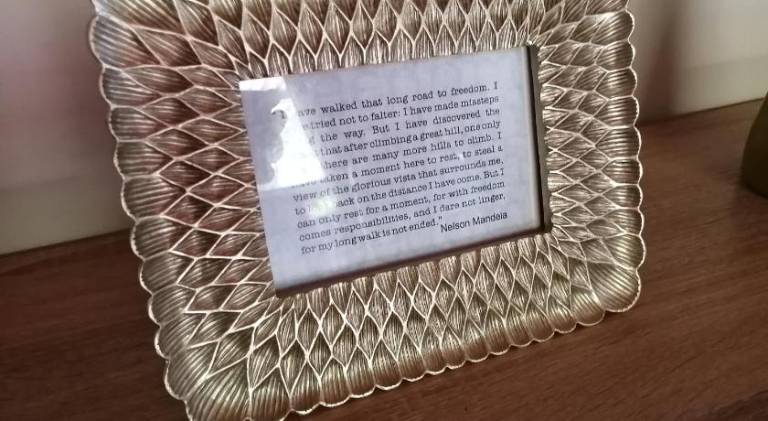 ave walked that long road to freedom. I
tried not to falter; I have made missteps
the way. But I have discovered the
that after climbing a great hill, one only
there are many more hills to climb. I
taken a moment here to rest, to steal a
view of the glorious vista that surrounds me,
to back on the distance I have come. But I
can only rest for a moment, for with freedom
comes responsibilities, and I dare not linger,
for my long walk is not ended."
Nelson Mandela